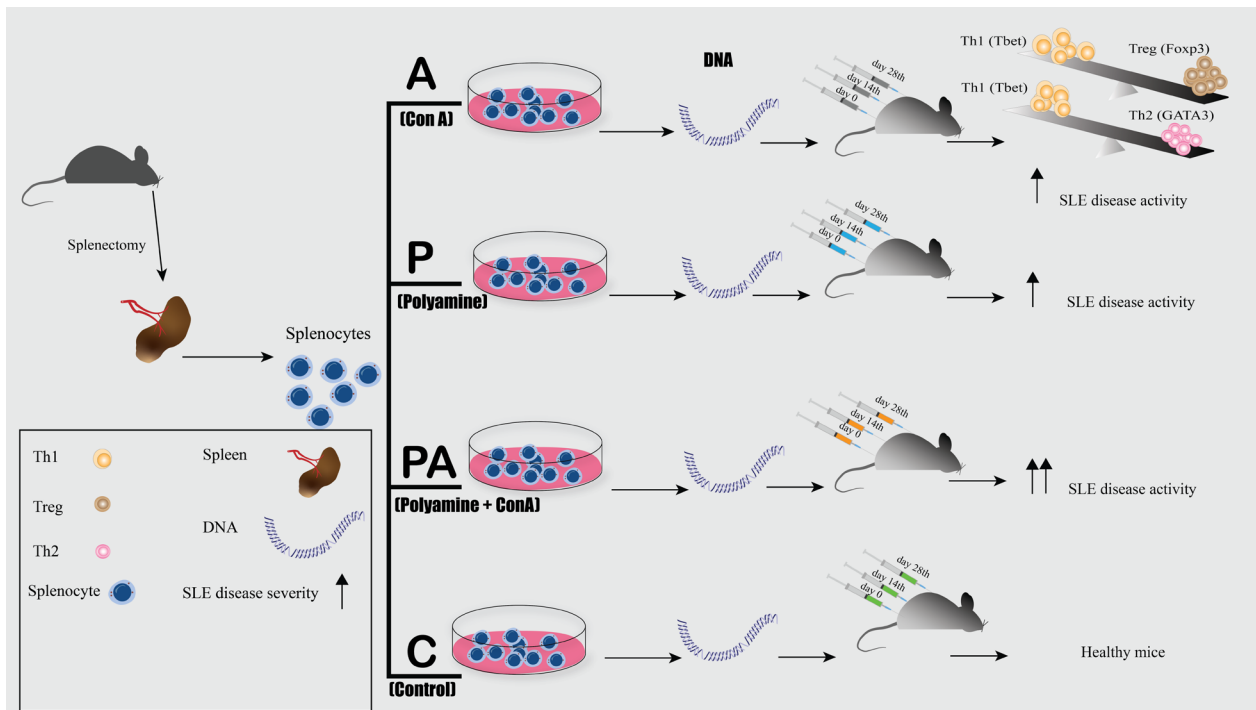 Splenectomy
Splenocytes
A
(Con A)
DNA
day 28th
day 14th
day 0
Th1 (Tbet)
Treg (Foxp3)
Th1 (Tbet)
Th2 (GATA3)
SLE disease activity
P
(Polyamine)
day 28th
day 14th
day 0
SLE disease activity
PA
(Polyamine + ConA)
day 28th
day 14th
day 0
SLE disease activity
C
(Control)
day 28th
day 14th
day 0
Healthy mice
Th1
Spleen
Treg
DNA
Th2
Splenocyte
SLE disease severity